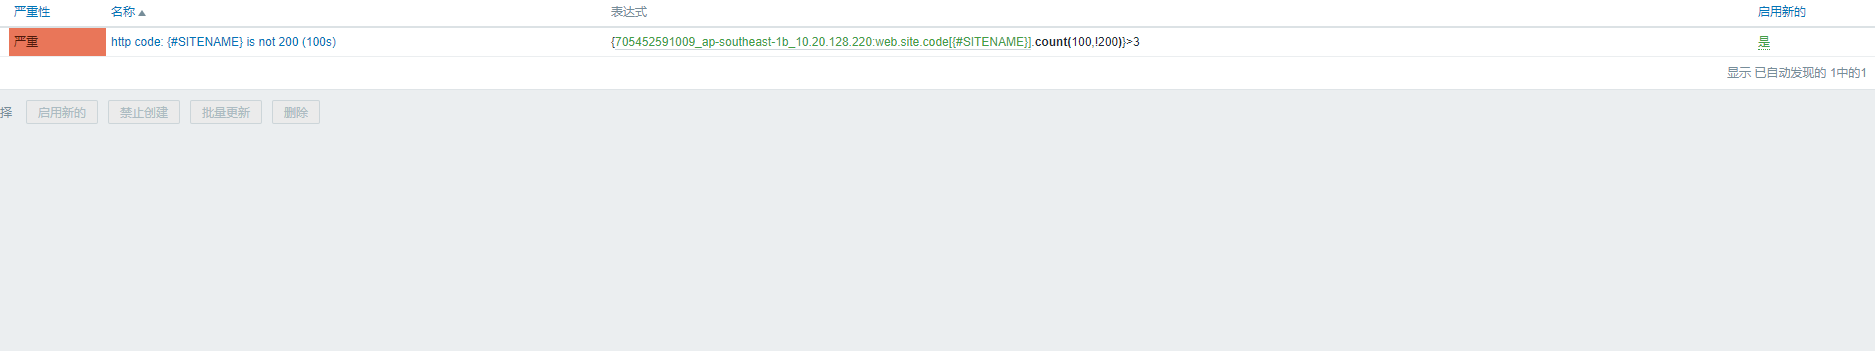 严重性 名称 表达式 启用新的
严重 http code: {#SITENAME} is not 200 (100s) {705452591009_ap-southeast-1b_10.20.128.220:web.site.code[{#SITENAME}].count(100,!200)}>3 是
显示 已自动发现的 1中的1
择 启用新的 禁止创建 批量更新 删除